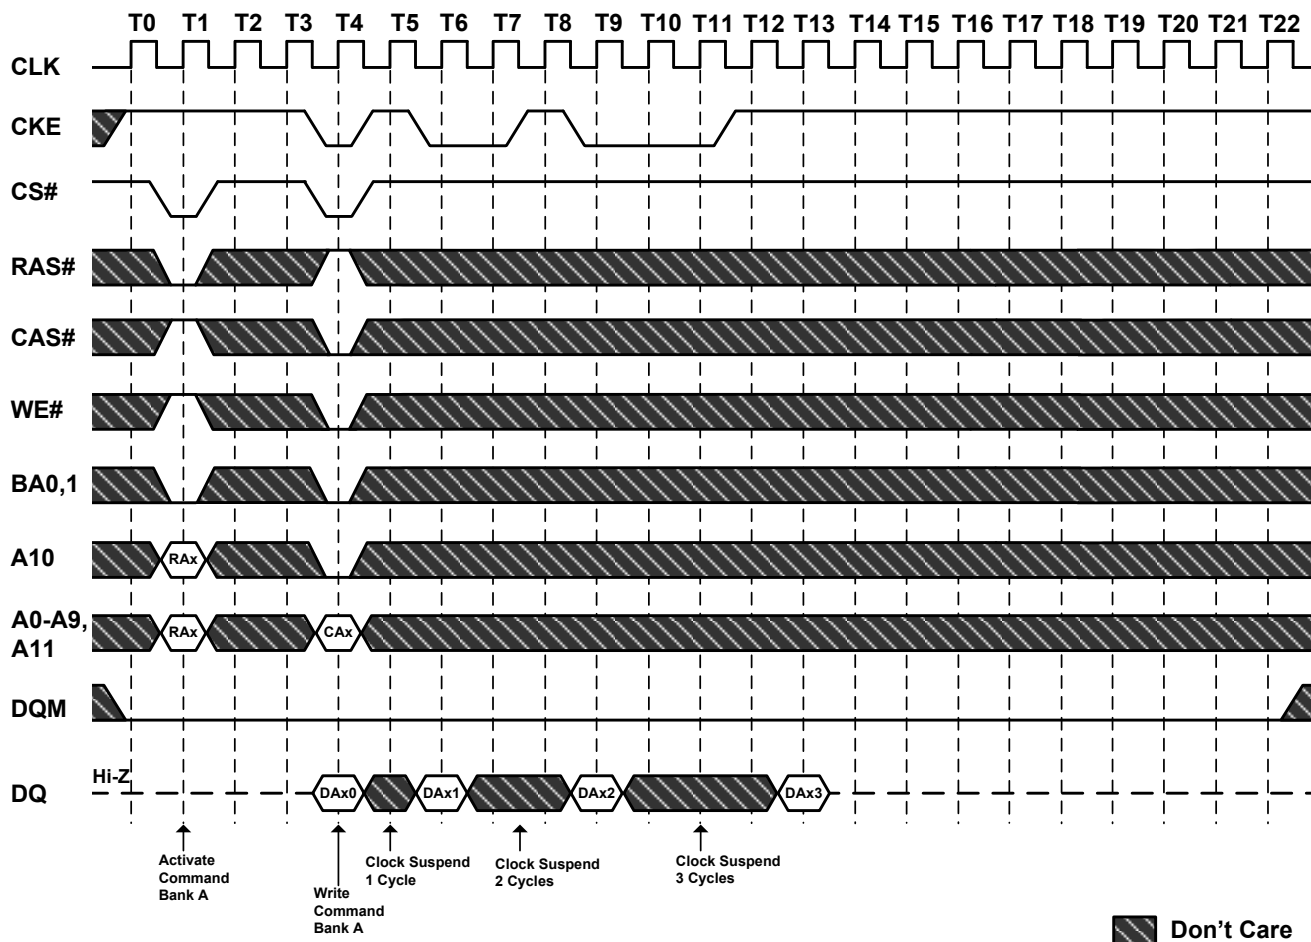 T0 T1 T2 T3 T4 T5 T6 T7 T8 T9 T10 T11 T12 T13 T14 T15 T16 T17 T18 T19 T20 T21 T22
CLK
CKE
CS#
RAS#
CAS#
WE#
BA0,1
A10 RAx
A0-A9,
A11
RAx CAx
DQM
Hi-Z
DQ DAx0 DAx1 DAx2 DAx3
Activate
Command
Bank A
Write
Command
Bank A
Clock Suspend
1 Cycle
Clock Suspend
2 Cycles
Clock Suspend
3 Cycles
Don't Care